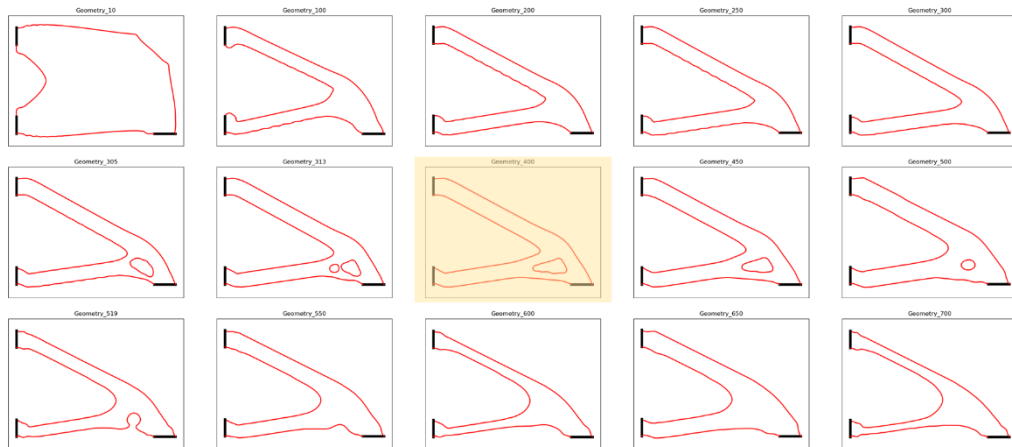 Geometry_10
Geometry_100
Geometry_200
Geometry_250
Geometry_300
Geometry_305
Geometry_313
Geometry_400
Geometry_450
Geometry_500
Geometry_519
Geometry_550
Geometry_600
Geometry_650
Geometry_700